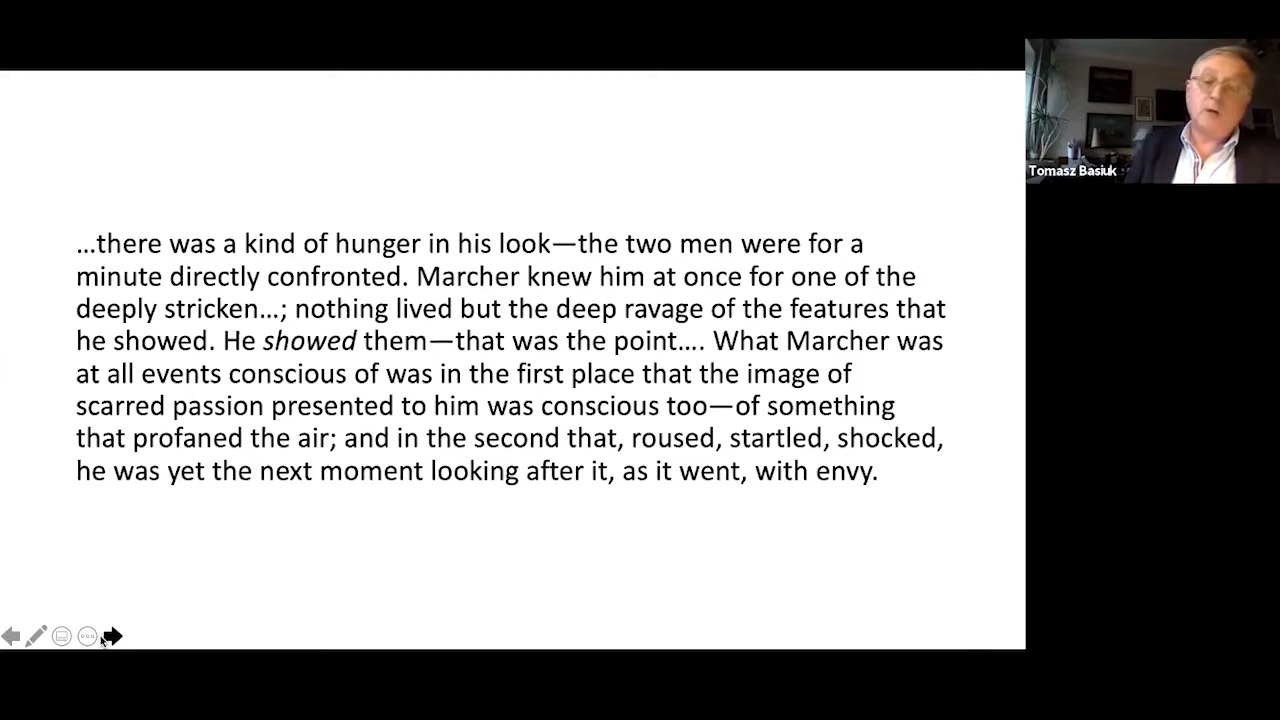 …there was a kind of hunger in his look—the two men were for a
minute directly confronted. Marcher knew him at once for one of the
deeply stricken…; nothing lived but the deep ravage of the features that
he showed. He showed them—that was the point…. What Marcher was
at all events conscious of was in the first place that the image of
scarred passion presented to him was conscious too—of something
that profaned the air; and in the second that, roused, startled, shocked,
he was yet the next moment looking after it, as it went, with envy.
Tomasz Basiuk